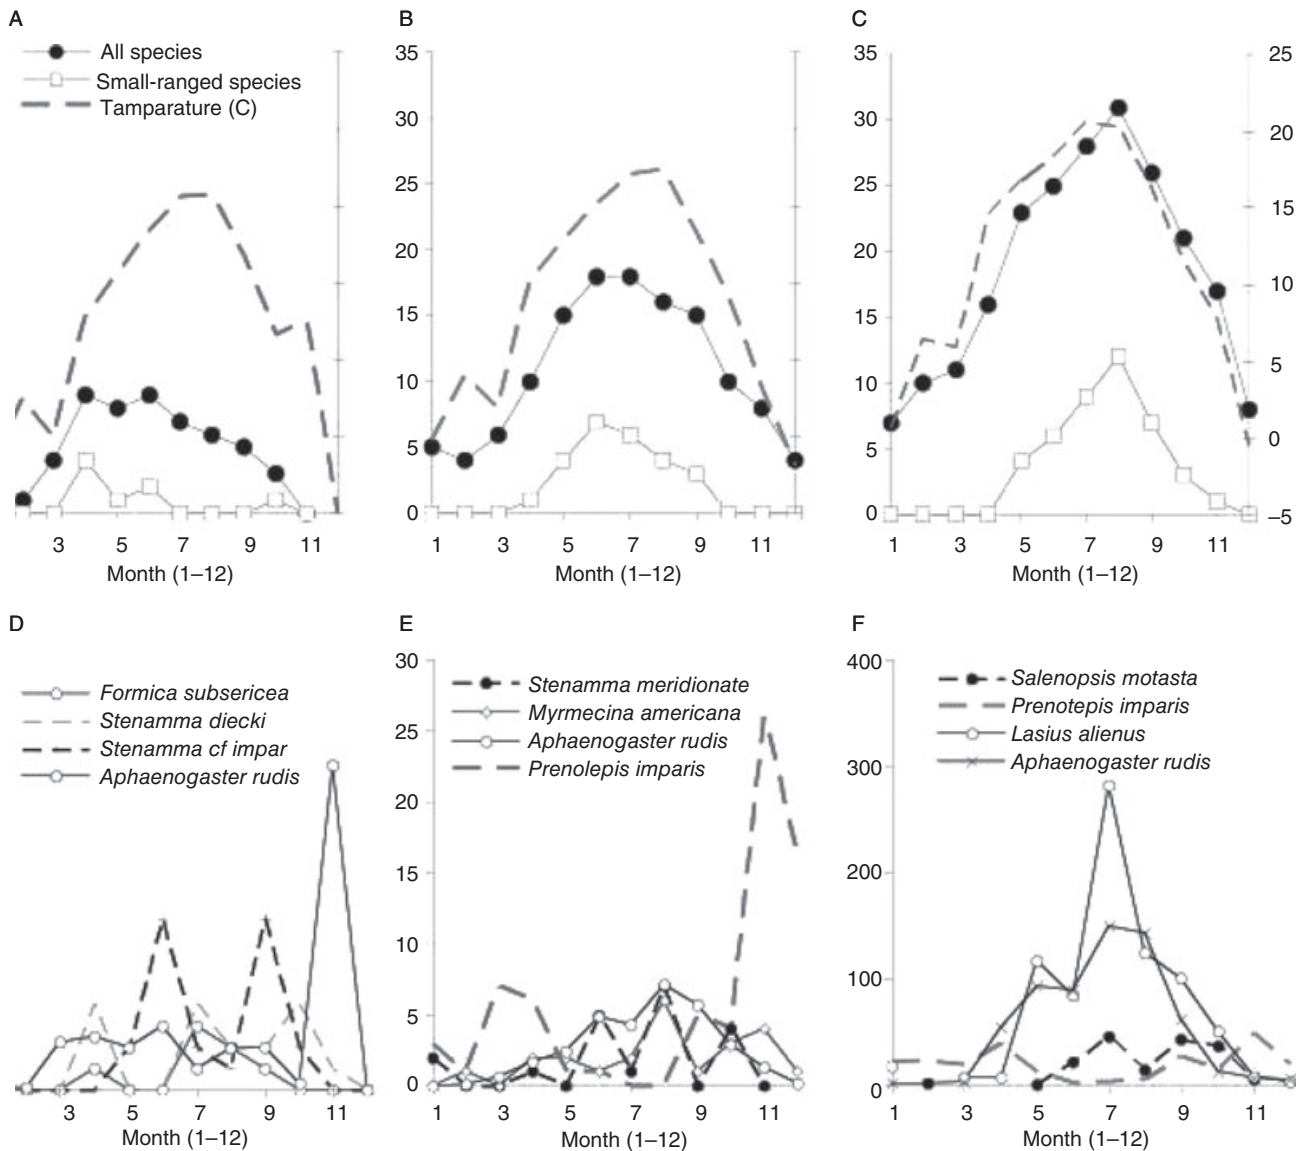 A
All species
Small-ranged species
Tamparature (C)
3 5 7 9 11
Month (1–12)
B
35
30
25
20
15
10
5
0
1 3 5 7 9 11
Month (1–12)
C
35
30
25
20
15
10
5
0
25
20
15
10
5
0
–5
1 3 5 7 9 11
Month (1–12)
D
Formica subsericea
Stenamma diecki
Stenamma cf impar
Aphaenogaster rudis
3 5 7 9 11
Month (1–12)
E
30
25
20
15
10
5
0
Stenamma meridionate
Myrmecina americana
Aphaenogaster rudis
Prenolepis imparis
1 3 5 7 9 11
Month (1–12)
F
400
300
200
100
0
Salenopsis motasta
Prenotepis imparis
Lasius alienus
Aphaenogaster rudis
1 3 5 7 9 11
Month (1–12)